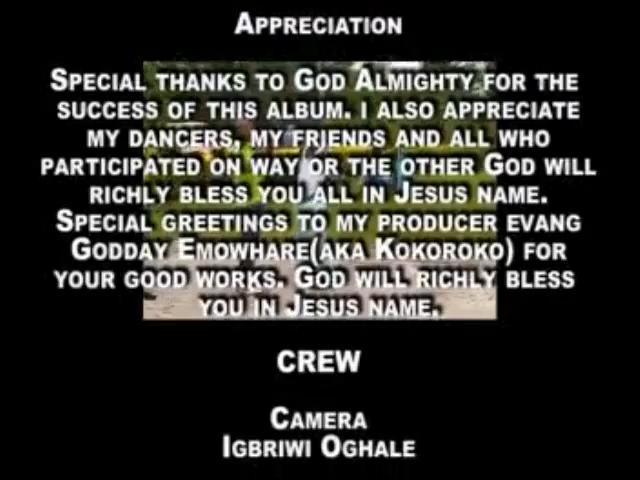 APPRECIATION
SPECIAL THANKS TO GOD ALMIGHTY FOR THE
SUCCESS OF THIS ALBUM. I ALSO APPRECIATE
MY DANCERS, MY FRIENDS AND ALL WHO
PARTICIPATED ON WAY OR THE OTHER GOD WILL
RICHLY BLESS YOU ALL IN JESUS NAME.
SPECIAL GREETINGS TO MY PRODUCER EVANG
GODDAY EMOWHARE(AKA KOKOROKO) FOR
YOUR GOOD WORKS. GOD WILL RICHLY BLESS
YOU IN JESUS NAME.
CREW
CAMERA
IGBRIWI OGHALE